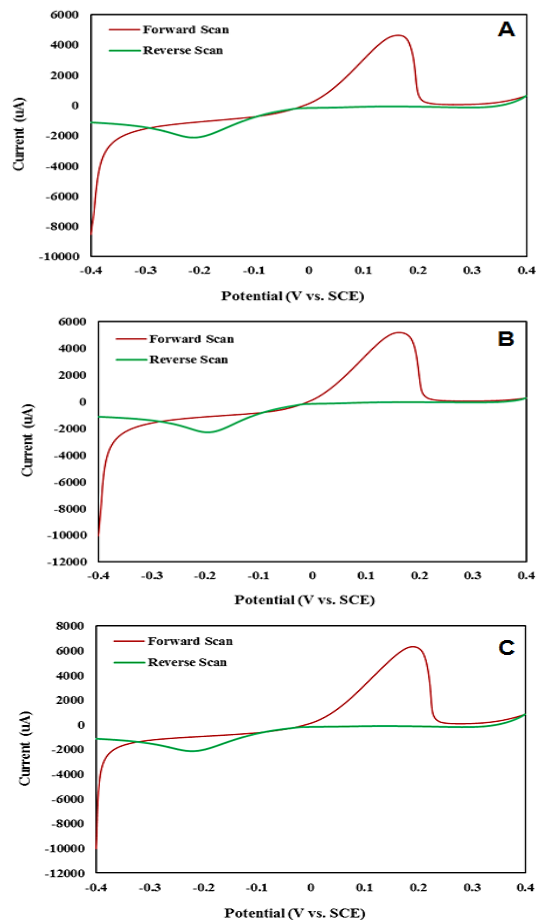 A
Forward Scan
Reverse Scan
6000
4000
2000
0
-2000
-4000
-6000
-8000
-10000
Current (uA)
-0.4 -0.3 -0.2 -0.1 0 0.1 0.2 0.3 0.4
Potential (V vs. SCE)
B
Forward Scan
Reverse Scan
6000
4000
2000
0
-2000
-4000
-6000
-8000
-10000
-12000
Current (uA)
-0.4 -0.3 -0.2 -0.1 0 0.1 0.2 0.3 0.4
Potential (V vs. SCE)
C
Forward Scan
Reverse Scan
8000
6000
4000
2000
0
-2000
-4000
-6000
-8000
-10000
-12000
Current (uA)
-0.4 -0.3 -0.2 -0.1 0 0.1 0.2 0.3 0.4
Potential (V vs. SCE)